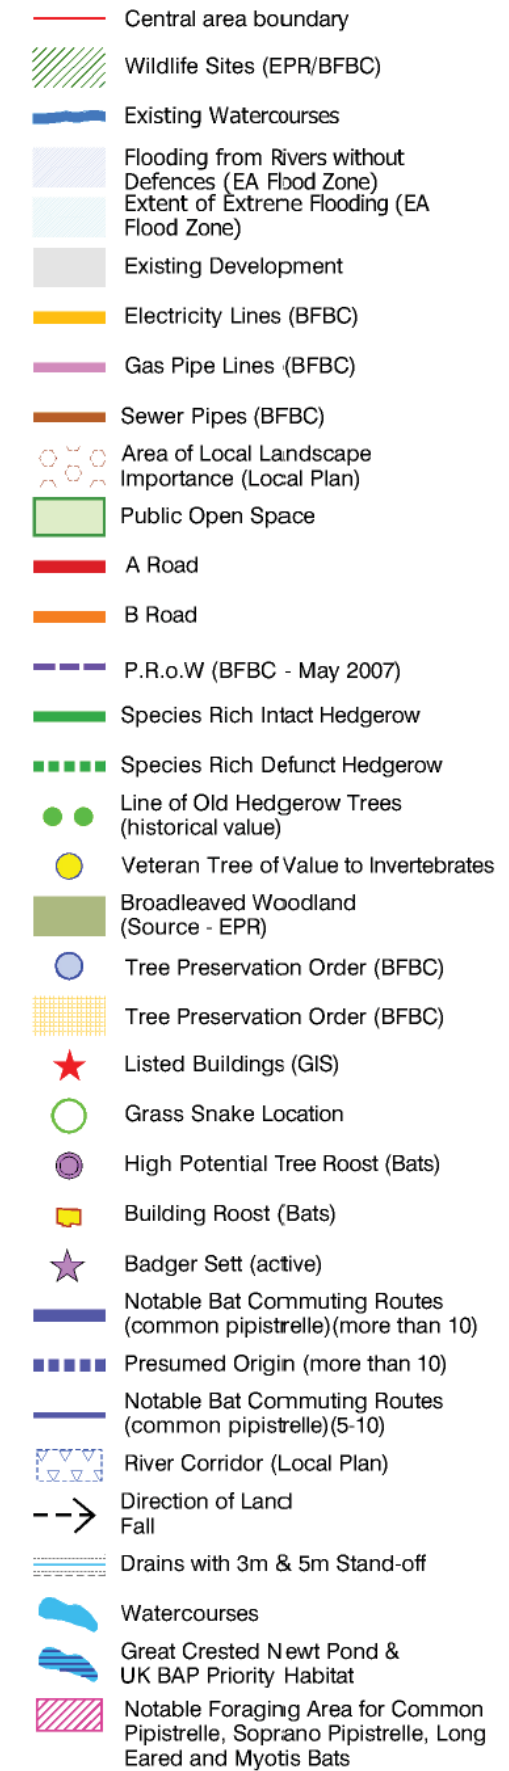 Central area boundary
Wildlife Sites (EPR/BFBC)
Existing Watercourses
Flooding from Rivers without
Defences (EA Flood Zone)
Extent of Extreme Flooding (EA
Flood Zone)
Existing Development
Electricity Lines (BFBC)
Gas Pipe Lines (BFBC)
Sewer Pipes (BFBC)
Area of Local Landscape
Importance (Local Plan)
Public Open Space
A Road
B Road
P.R.o.W (BFBC - May 2007)
Species Rich Intact Hedgerow
Species Rich Defunct Hedgerow
Line of Old Hedgerow Trees
(historical value)
Veteran Tree of Value to Invertebrates
Broadleaved Woodland
(Source - EPR)
Tree Preservation Order (BFBC)
Tree Preservation Order (BFBC)
Listed Buildings (GIS)
Grass Snake Location
High Potential Tree Roost (Bats)
Building Roost (Bats)
Badger Sett (active)
Notable Bat Commuting Routes
(common pipistrelle)(more than 10)
Presumed Origin (more than 10)
Notable Bat Commuting Routes
(common pipistrelle)(5-10)
River Corridor (Local Plan)
Direction of Land
Fall
Drains with 3m & 5m Stand-off
Watercourses
Great Crested Newt Pond &
UK BAP Priority Habitat
Notable Foraging Area for Common
Pipistrelle, Soprano Pipistrelle, Long
Eared and Myotis Bats